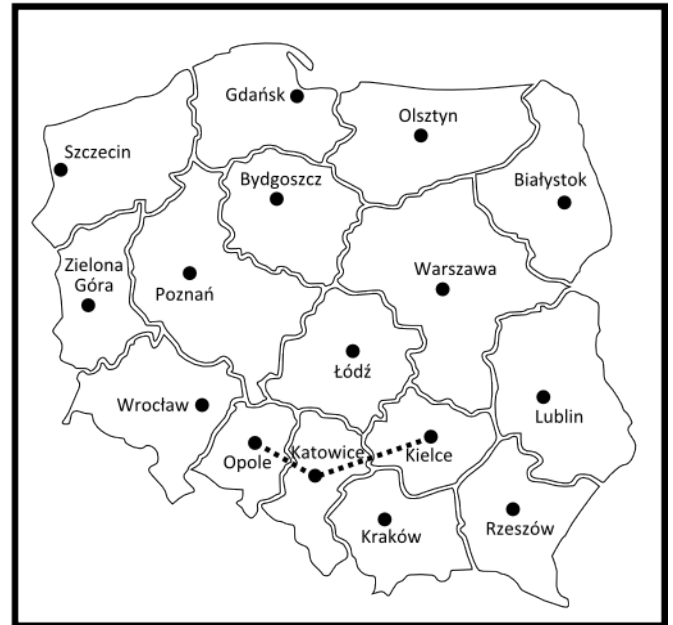 Gdańsk
Olsztyn
Szczecin
Bydgoszcz
Białystok
Zielona
Góra
Poznań
Warszawa
Łódź
Wrocław
Lublin
Opole
Katowice
Kielce
Kraków
Rzeszów